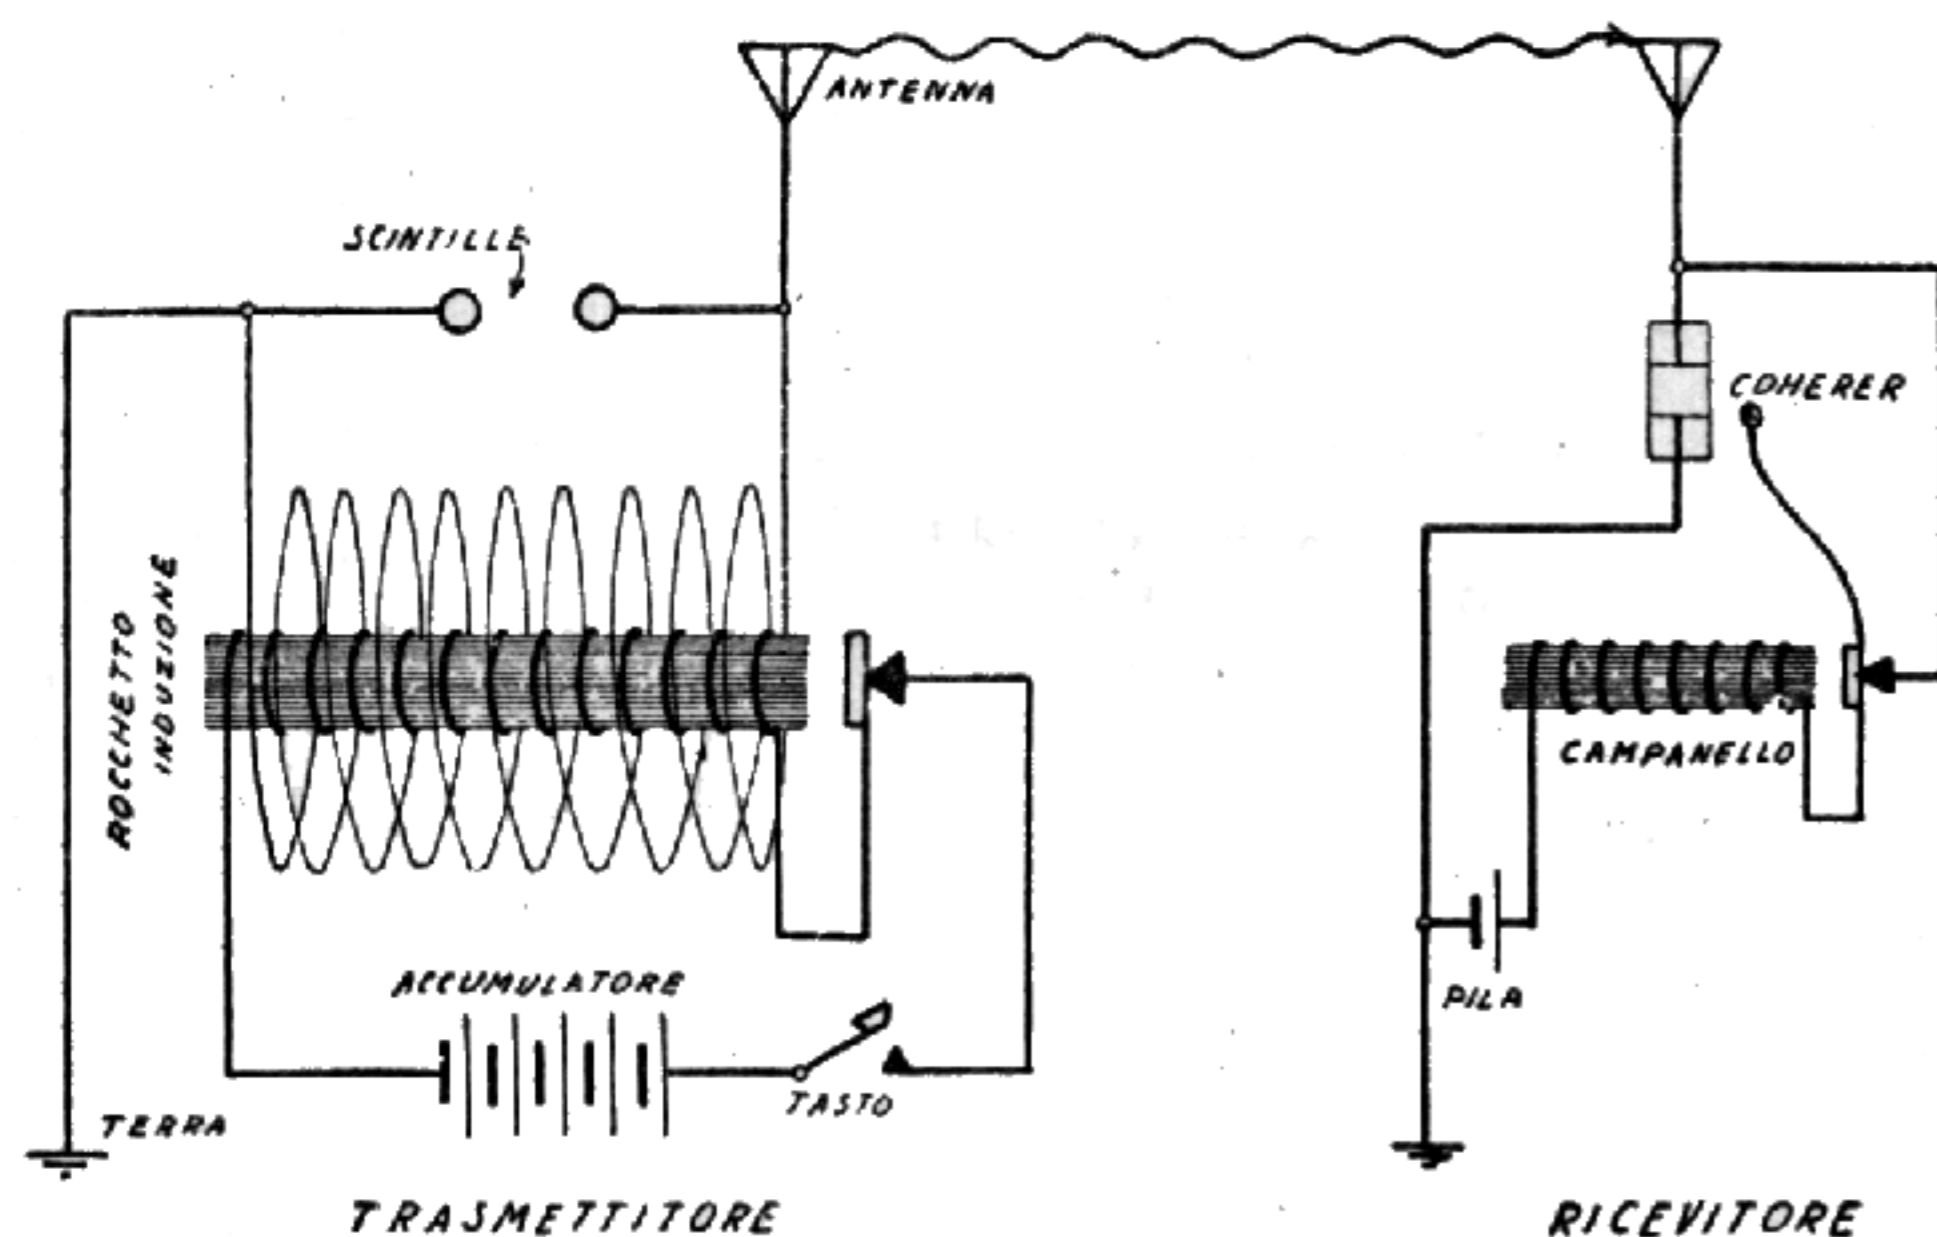 ANTENNA
SCINTILLE
COHERER
ROCCHETTO
INDUZIONE
CAMPANELLO
ACCUMULATORE
PILA
TASTO
TERRA
TRASMETTITORE
RICEVITORE